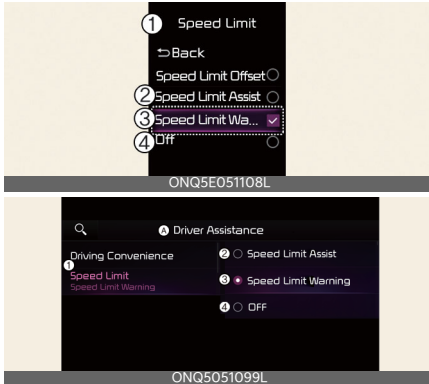 ① Speed Limit
⮌Back
Speed Limit Offset
② Speed Limit Assist
③ Speed Limit Wa...
④ Off
ONQ5E051108L
Ⓐ Driver Assistance
Driving Convenience
② Speed Limit Assist
① Speed Limit
Speed Limit Warning
③ Speed Limit Warning
④ OFF
ONQ5051099L